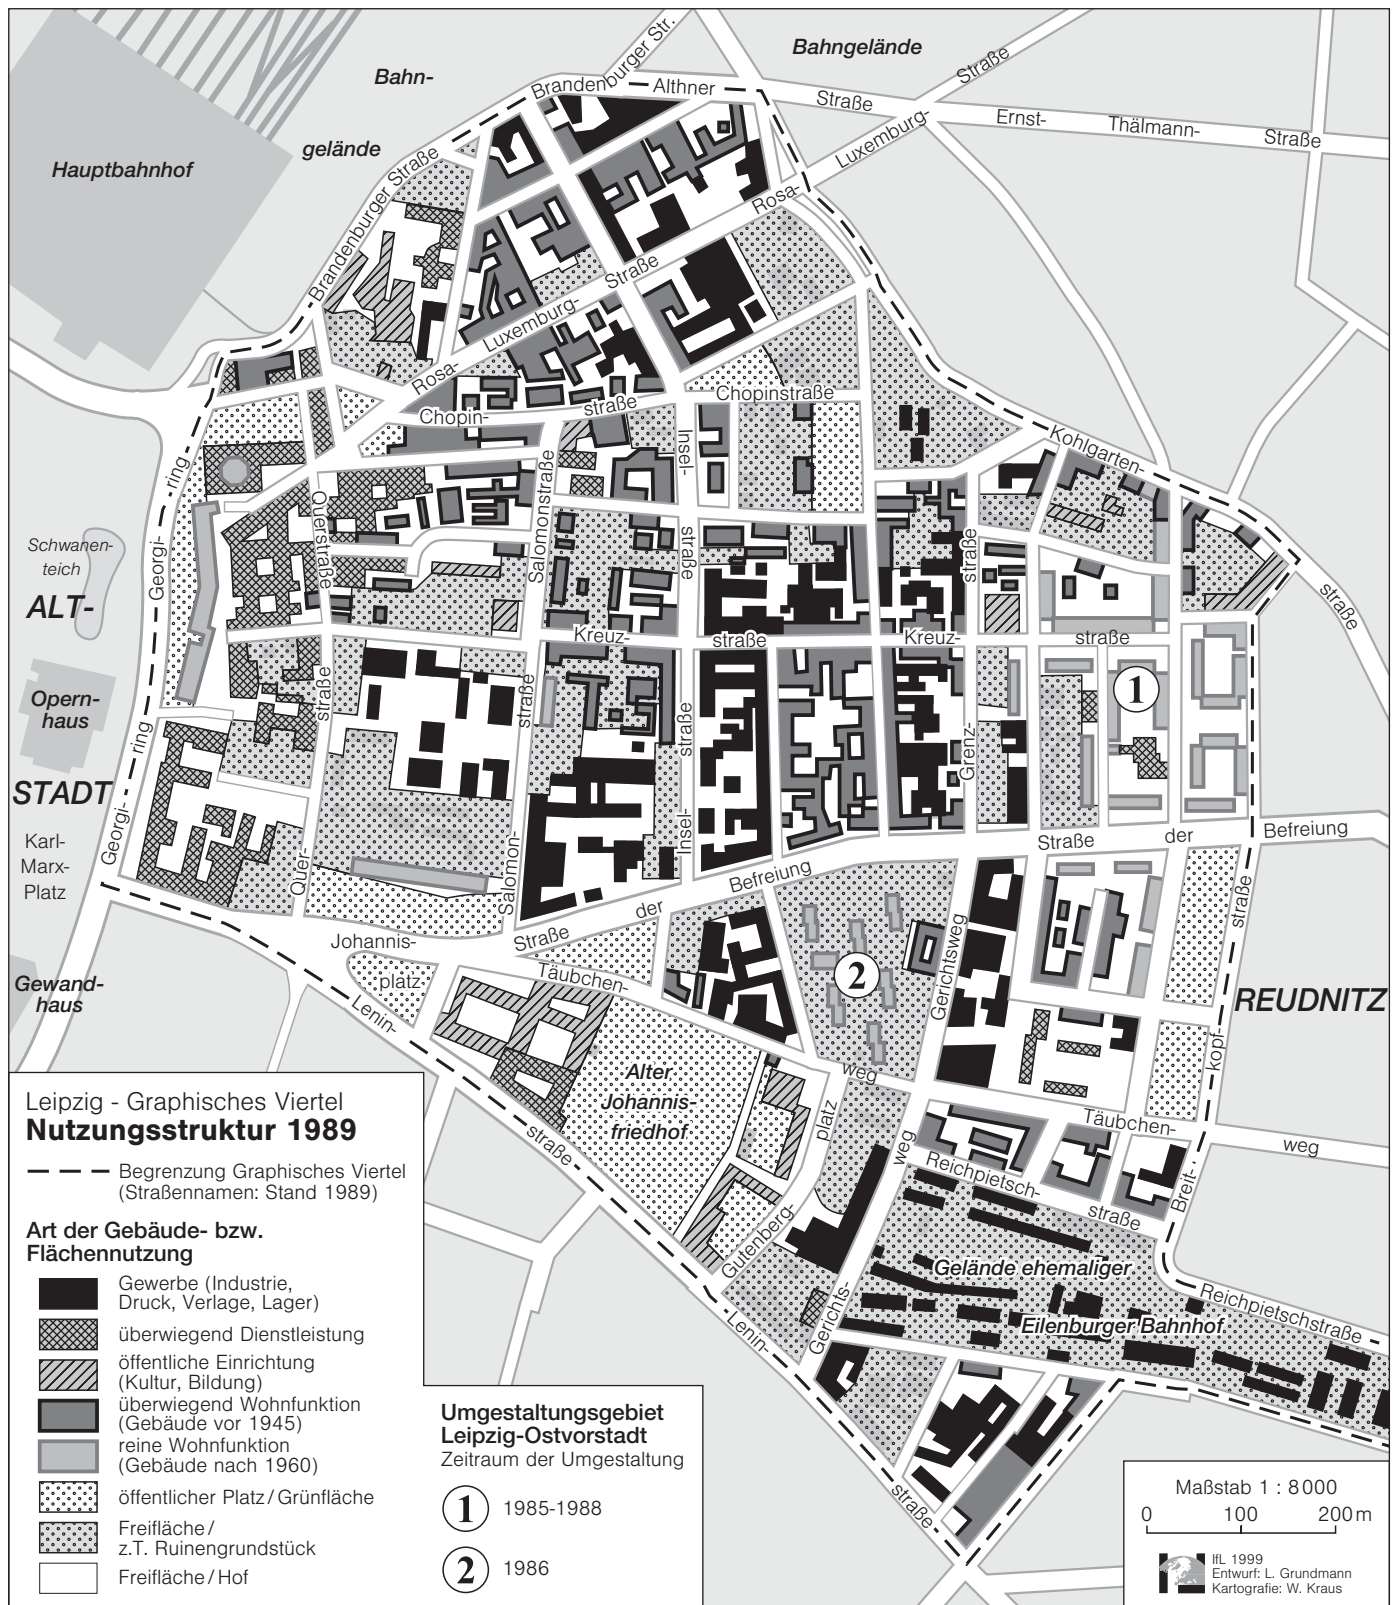 Bahngelände
Bahn-
gelände
Hauptbahnhof
Brandenburger Str.
Althner
Straße
Rosa-
Luxemburg-
Straße
Ernst-
Thälmann-
Straße
Brandenburger Straße
Rosa-
Luxemburg-
Straße
Chopin-
straße
Chopinstraße
Kohlgarten-
straße
Georgi-
ring
Querstraße
Salomonstraße
Insel-
straße
straße
Schwanen-
teich
ALT-
Opern-
haus
STADT
Karl-
Marx-
Platz
Gewand-
haus
Kreuz-
straße
Kreuz-
straße
1
Georgi-
ring
Quer-
straße
Salomon-
straße
Insel-
straße
Grenz-
Straße
der
Befreiung
Straße
der
Befreiung
Johannis-
platz
Täubchen-
weg
Gerichtsweg
2
straße
REUDNITZ
kopf-
Breit-
Lenin-
straße
Alter
Johannis-
friedhof
platz
Gutenberg-
weg
Gerichts-
Täubchen-
weg
Reichpietsch-
straße
Gelände ehemaliger
Eilenburger Bahnhof
Reichpietschstraße
Lenin-
straße
Leipzig - Graphisches Viertel
Nutzungsstruktur 1989
Begrenzung Graphisches Viertel
(Straßennamen: Stand 1989)
Art der Gebäude- bzw.
Flächennutzung
Gewerbe (Industrie,
Druck, Verlage, Lager)
überwiegend Dienstleistung
öffentliche Einrichtung
(Kultur, Bildung)
überwiegend Wohnfunktion
(Gebäude vor 1945)
reine Wohnfunktion
(Gebäude nach 1960)
öffentlicher Platz/Grünfläche
Freifläche/
z.T. Ruinengrundstück
Freifläche/Hof
Umgestaltungsgebiet
Leipzig-Ostvorstadt
Zeitraum der Umgestaltung
1 1985-1988
2 1986
Maßstab 1 : 8000
0 100 200 m
IfL 1999
Entwurf: L. Grundmann
Kartografie: W. Kraus